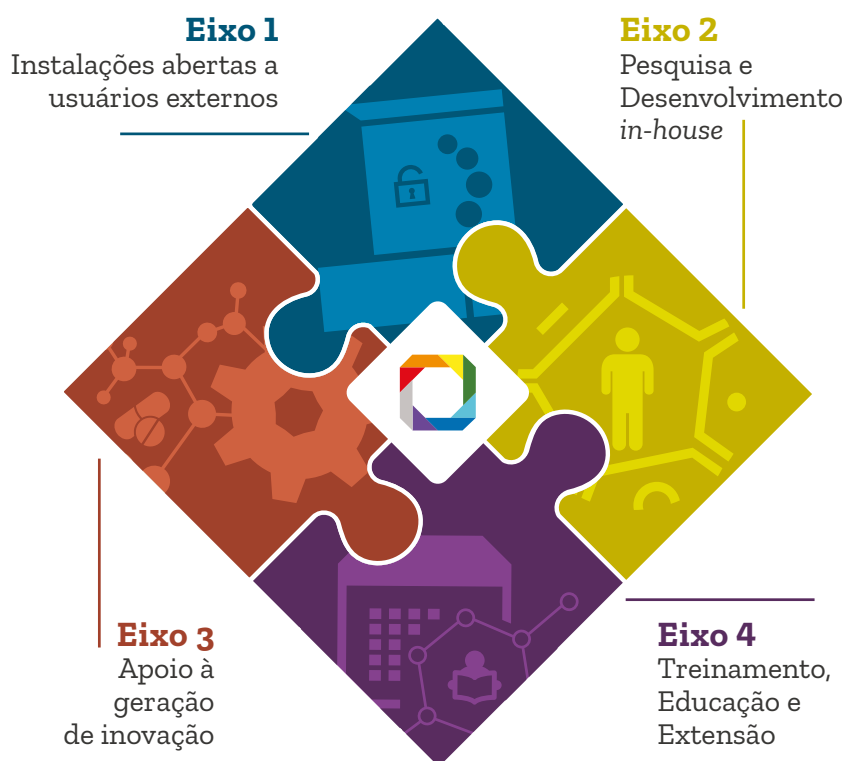 Eixo 1
Instalações abertas a
usuários externos
Eixo 2
Pesquisa e
Desenvolvimento
in-house
Eixo 3
Apoio à
geração
de inovação
Eixo 4
Treinamento,
Educação e
Extensão